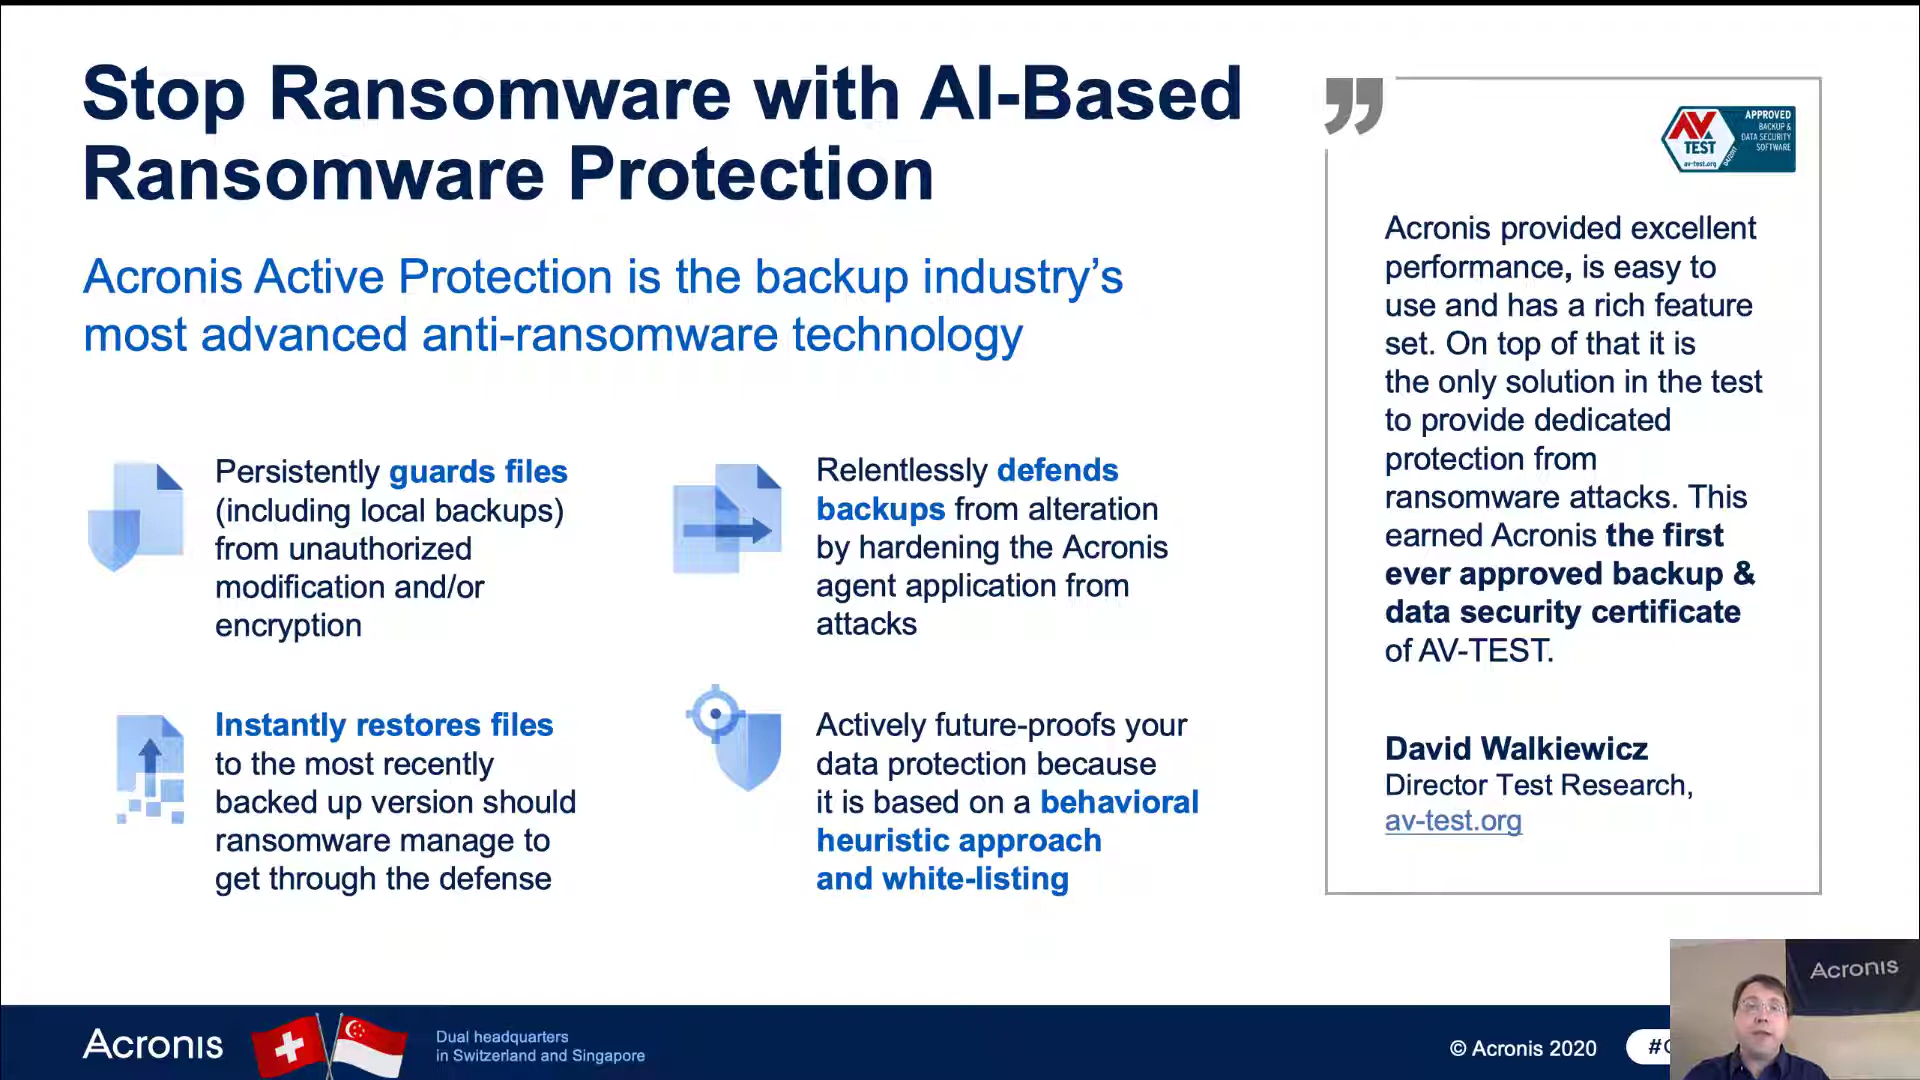 Stop Ransomware with AI-Based
Ransomware Protection
Acronis Active Protection is the backup industry’s
most advanced anti-ransomware technology
Persistently guards files
(including local backups)
from unauthorized
modification and/or
encryption
Relentlessly defends
backups from alteration
by hardening the Acronis
agent application from
attacks
Instantly restores files
to the most recently
backed up version should
ransomware manage to
get through the defense
Actively future-proofs your
data protection because
it is based on a behavioral
heuristic approach
and white-listing
APPROVED
BACKUP &
DATA SECURITY
SOFTWARE
AV
TEST
av-test.org
Acronis provided excellent
performance, is easy to
use and has a rich feature
set. On top of that it is
the only solution in the test
to provide dedicated
protection from
ransomware attacks. This
earned Acronis the first
ever approved backup &
data security certificate
of AV-TEST.
David Walkiewicz
Director Test Research,
av-test.org
Acronis
Acronis
Dual headquarters
in Switzerland and Singapore
© Acronis 2020